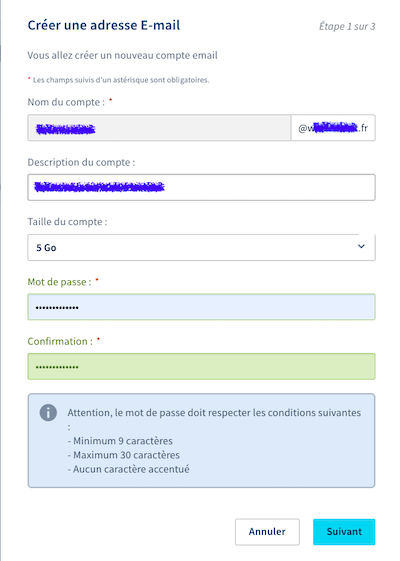 Créer une adresse E-mail
Étape 1 sur 3
Vous allez créer un nouveau compte email
* Les champs suivis d'un astérisque sont obligatoires.
Nom du compte : *
@w .fr
Description du compte :
Taille du compte :
5 Go
Mot de passe : *
•••••••••••••
Confirmation : *
•••••••••••••
Attention, le mot de passe doit respecter les conditions suivantes
:
- Minimum 9 caractères
- Maximum 30 caractères
- Aucun caractère accentué
Annuler
Suivant